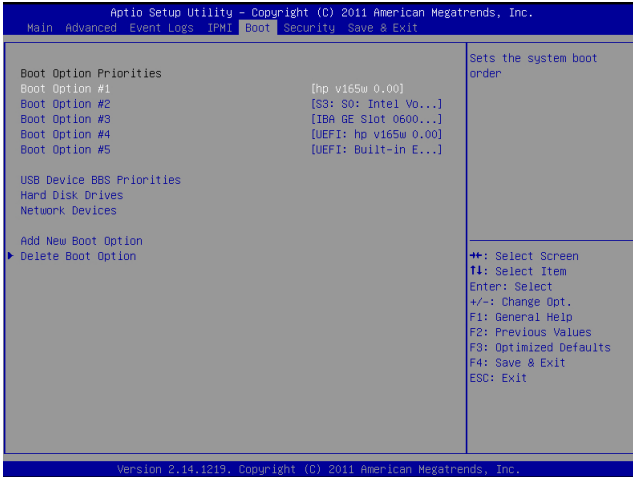 Aptio Setup Utility – Copyright (C) 2011 American Megatrends, Inc.
Main Advanced Event Logs IPMI Boot Security Save & Exit
Boot Option Priorities
Boot Option #1 [hp v165w 0.00]
Boot Option #2 [S3: S0: Intel Vo...]
Boot Option #3 [IBA GE Slot 0600...]
Boot Option #4 [UEFI: hp v165w 0.00]
Boot Option #5 [UEFI: Built-in E...]
USB Device BBS Priorities
Hard Disk Drives
Network Devices
Add New Boot Option
Delete Boot Option
Sets the system boot
order
→←: Select Screen
↑↓: Select Item
Enter: Select
+/-: Change Opt.
F1: General Help
F2: Previous Values
F3: Optimized Defaults
F4: Save & Exit
ESC: Exit
Version 2.14.1219. Copyright (C) 2011 American Megatrends, Inc.